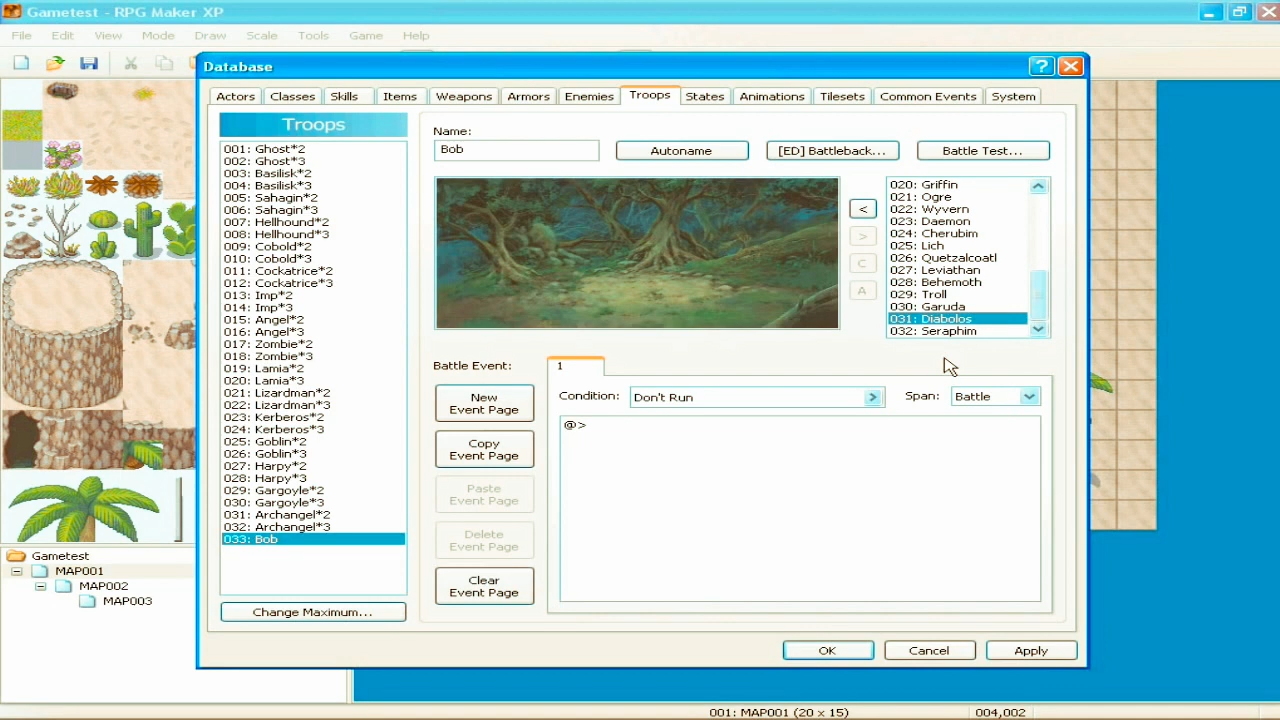 Gametest - RPG Maker XP
File Edit View Mode Draw Scale Tools Game Help
Database
Actors Classes Skills Items Weapons Armors Enemies Troops States Animations Tilesets Common Events System
Troops
001: Ghost*2
002: Ghost*3
003: Basilisk*2
004: Basilisk*3
005: Sahagin*2
006: Sahagin*3
007: Hellhound*2
008: Hellhound*3
009: Cobold*2
010: Cobold*3
011: Cockatrice*2
012: Cockatrice*3
013: Imp*2
014: Imp*3
015: Angel*2
016: Angel*3
017: Zombie*2
018: Zombie*3
019: Lamia*2
020: Lamia*3
021: Lizardman*2
022: Lizardman*3
023: Kerberos*2
024: Kerberos*3
025: Goblin*2
026: Goblin*3
027: Harpy*2
028: Harpy*3
029: Gargoyle*2
030: Gargoyle*3
031: Archangel*2
032: Archangel*3
033: Bob
Change Maximum...
Name:
Bob
Autoname
[ED] Battleback...
Battle Test...
<
>
C
A
020: Griffin
021: Ogre
022: Wyvern
023: Daemon
024: Cherubim
025: Lich
026: Quetzalcoatl
027: Leviathan
028: Behemoth
029: Troll
030: Garuda
031: Diabolos
032: Seraphim
Battle Event:
1
New
Event Page
Copy
Event Page
Paste
Event Page
Delete
Event Page
Clear
Event Page
Condition: Don't Run Span: Battle
@>
OK Cancel Apply
Gametest
MAP001
MAP002
MAP003
001: MAP001 (20 x 15) 004,002